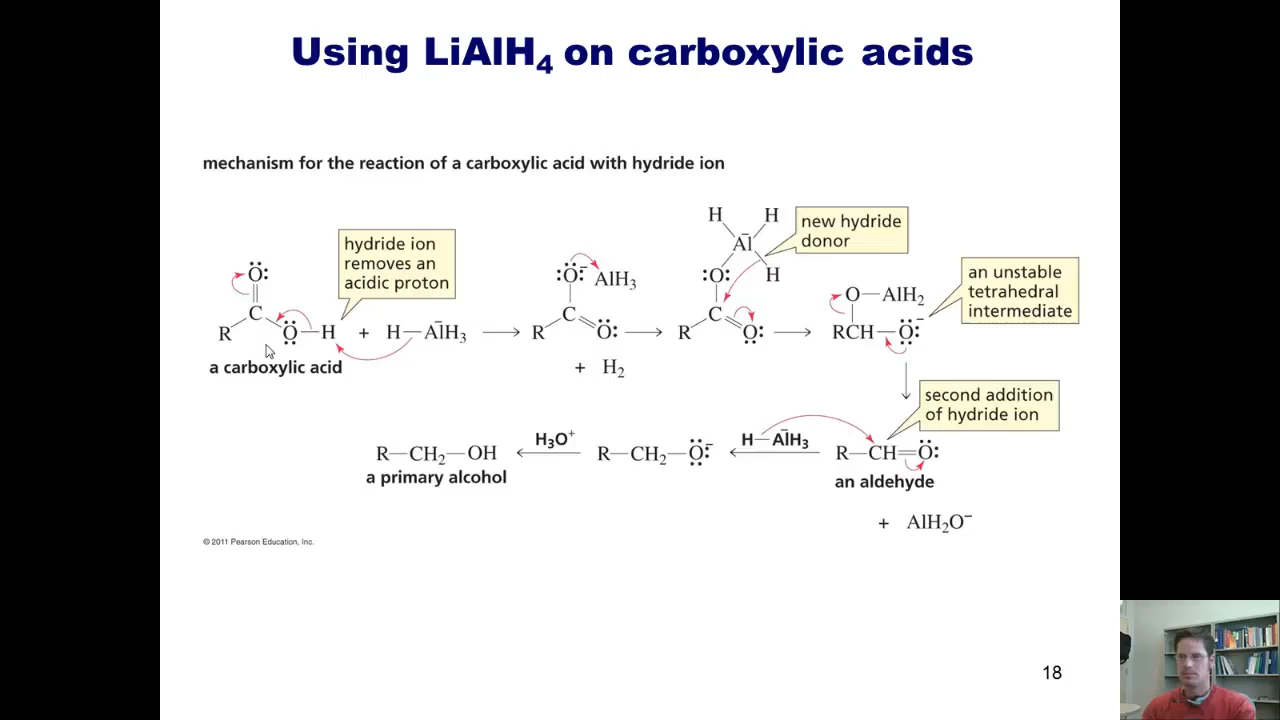 Using LiAlH₄ on carboxylic acids
mechanism for the reaction of a carboxylic acid with hydride ion
hydride ion
removes an
acidic proton
O
C
R
O—H + H—AlH₃
a carboxylic acid
O⁻ AlH₃
C
R
O
+ H₂
H H
Al
O H
C
R
O
new hydride
donor
O—AlH₂
RCH—O⁻
an unstable
tetrahedral
intermediate
second addition
of hydride ion
R—CH₂—OH
a primary alcohol
H₃O⁺
R—CH₂—O⁻
H—AlH₃
R—CH=O
an aldehyde
+ AlH₂O⁻
© 2011 Pearson Education, Inc.
18